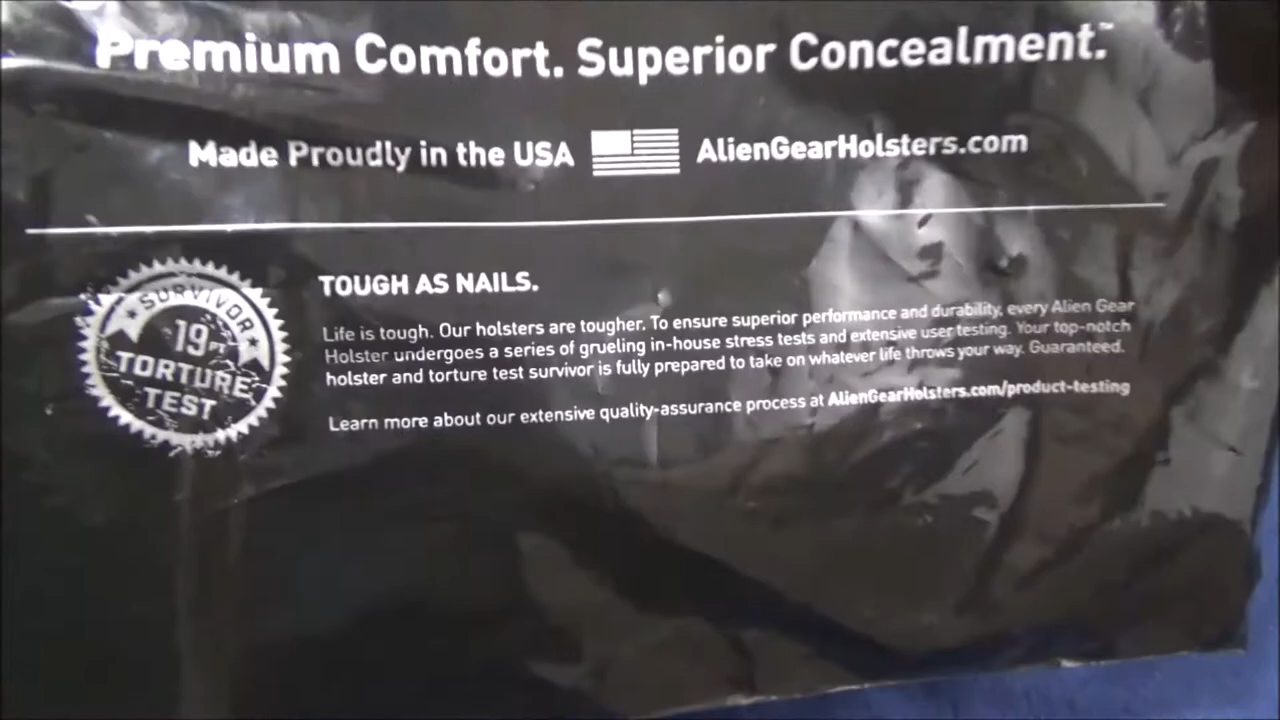 Premium Comfort. Superior Concealment.™
Made Proudly in the USA AlienGearHolsters.com
SURVIVOR
19PT
TORTURE
TEST
TOUGH AS NAILS.
Life is tough. Our holsters are tougher. To ensure superior performance and durability, every Alien Gear
Holster undergoes a series of grueling in-house stress tests and extensive user testing. Your top-notch
holster and torture test survivor is fully prepared to take on whatever life throws your way. Guaranteed.
Learn more about our extensive quality-assurance process at AlienGearHolsters.com/product-testing